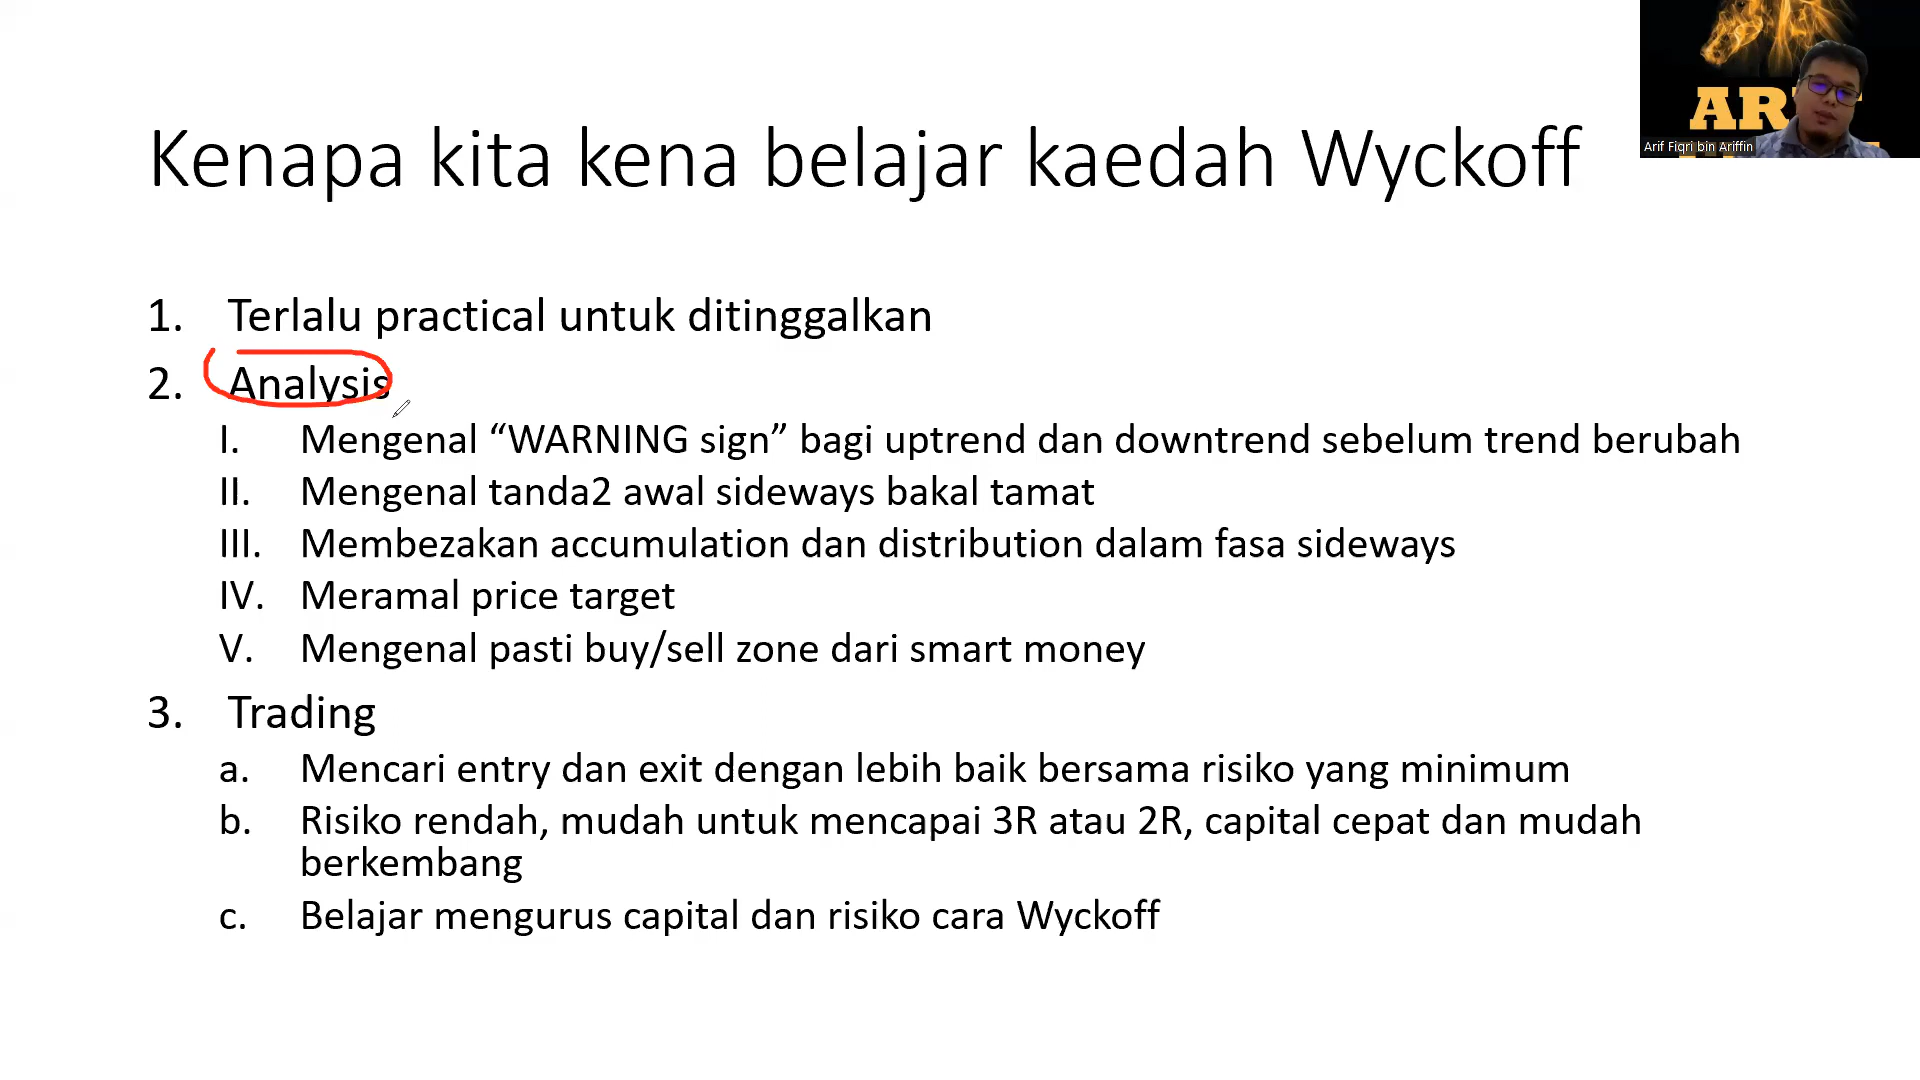 Kenapa kita kena belajar kaedah Wyckoff
AR
Arif Fiqri bin Ariffin
1. Terlalu practical untuk ditinggalkan
2. Analysis
I. Mengenal “WARNING sign” bagi uptrend dan downtrend sebelum trend berubah
II. Mengenal tanda2 awal sideways bakal tamat
III. Membezakan accumulation dan distribution dalam fasa sideways
IV. Meramal price target
V. Mengenal pasti buy/sell zone dari smart money
3. Trading
a. Mencari entry dan exit dengan lebih baik bersama risiko yang minimum
b. Risiko rendah, mudah untuk mencapai 3R atau 2R, capital cepat dan mudah
berkembang
c. Belajar mengurus capital dan risiko cara Wyckoff